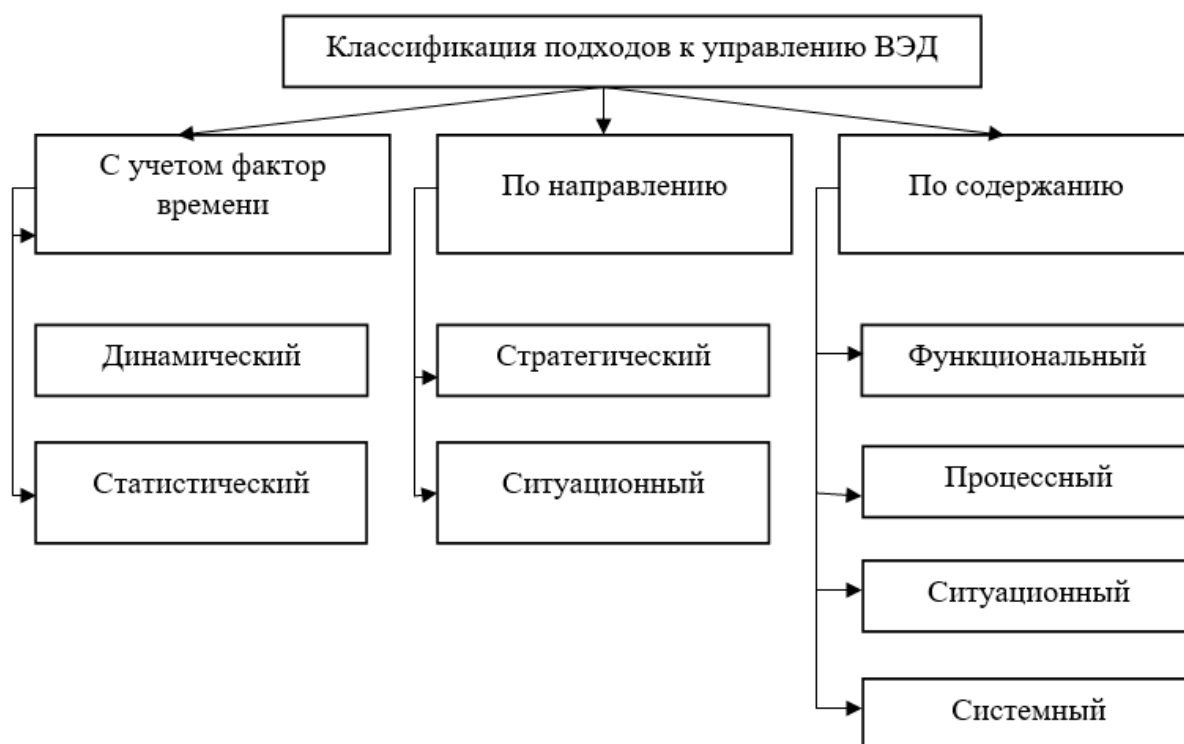 Классификация подходов к управлению ВЭД
С учетом фактор
времени
По направлению
По содержанию
Динамический
Стратегический
Функциональный
Статистический
Ситуационный
Процессный
Ситуационный
Системный